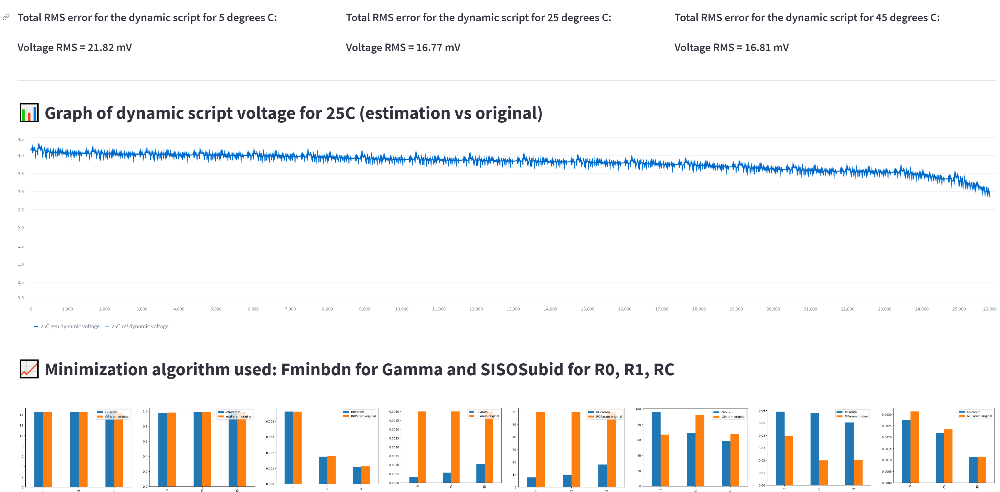 Total RMS error for the dynamic script for 5 degrees C:
Voltage RMS = 21.82 mV
Total RMS error for the dynamic script for 25 degrees C:
Voltage RMS = 16.77 mV
Total RMS error for the dynamic script for 45 degrees C:
Voltage RMS = 16.81 mV
Graph of dynamic script voltage for 25C (estimation vs original)
4.5
4.0
3.5
3.0
2.5
2.0
1.5
1.0
0.5
0.0
0 1,000 2,000 3,000 4,000 5,000 6,000 7,000 8,000 9,000 10,000 11,000 12,000 13,000 14,000 15,000 16,000 17,000 18,000 19,000 20,000 21,000 22,000 23,000 24,000 25,000 26,000
25C gen dynamic voltage 25C ref dynamic voltage
Minimization algorithm used: Fminbdn for Gamma and SISOSubid for R0, R1, RC
QParam
QParam original
14
12
10
8
6
4
2
0
5 5 5
etaParam
etaParam original
1.0
0.8
0.6
0.4
0.2
0.0
5 25 45
R0Param
R0Param original
0.004
0.003
0.002
0.001
0.000
5 25 45
RParam
RParam original
0.0040
0.0035
0.0030
0.0025
0.0020
0.0015
0.0010
0.0005
0.0000
5 25 45
RCParam
RCParam original
60
50
40
30
20
10
0
5 5 5
GParam
GParam original
100
80
60
40
20
0
5 25 45
MParam
MParam original
0.06
0.05
0.04
0.03
0.02
0.01
0.00
5 25 45
M0Param
M0Param original
0.0030
0.0025
0.0020
0.0015
0.0010
0.0005
0.0000
5 25 45